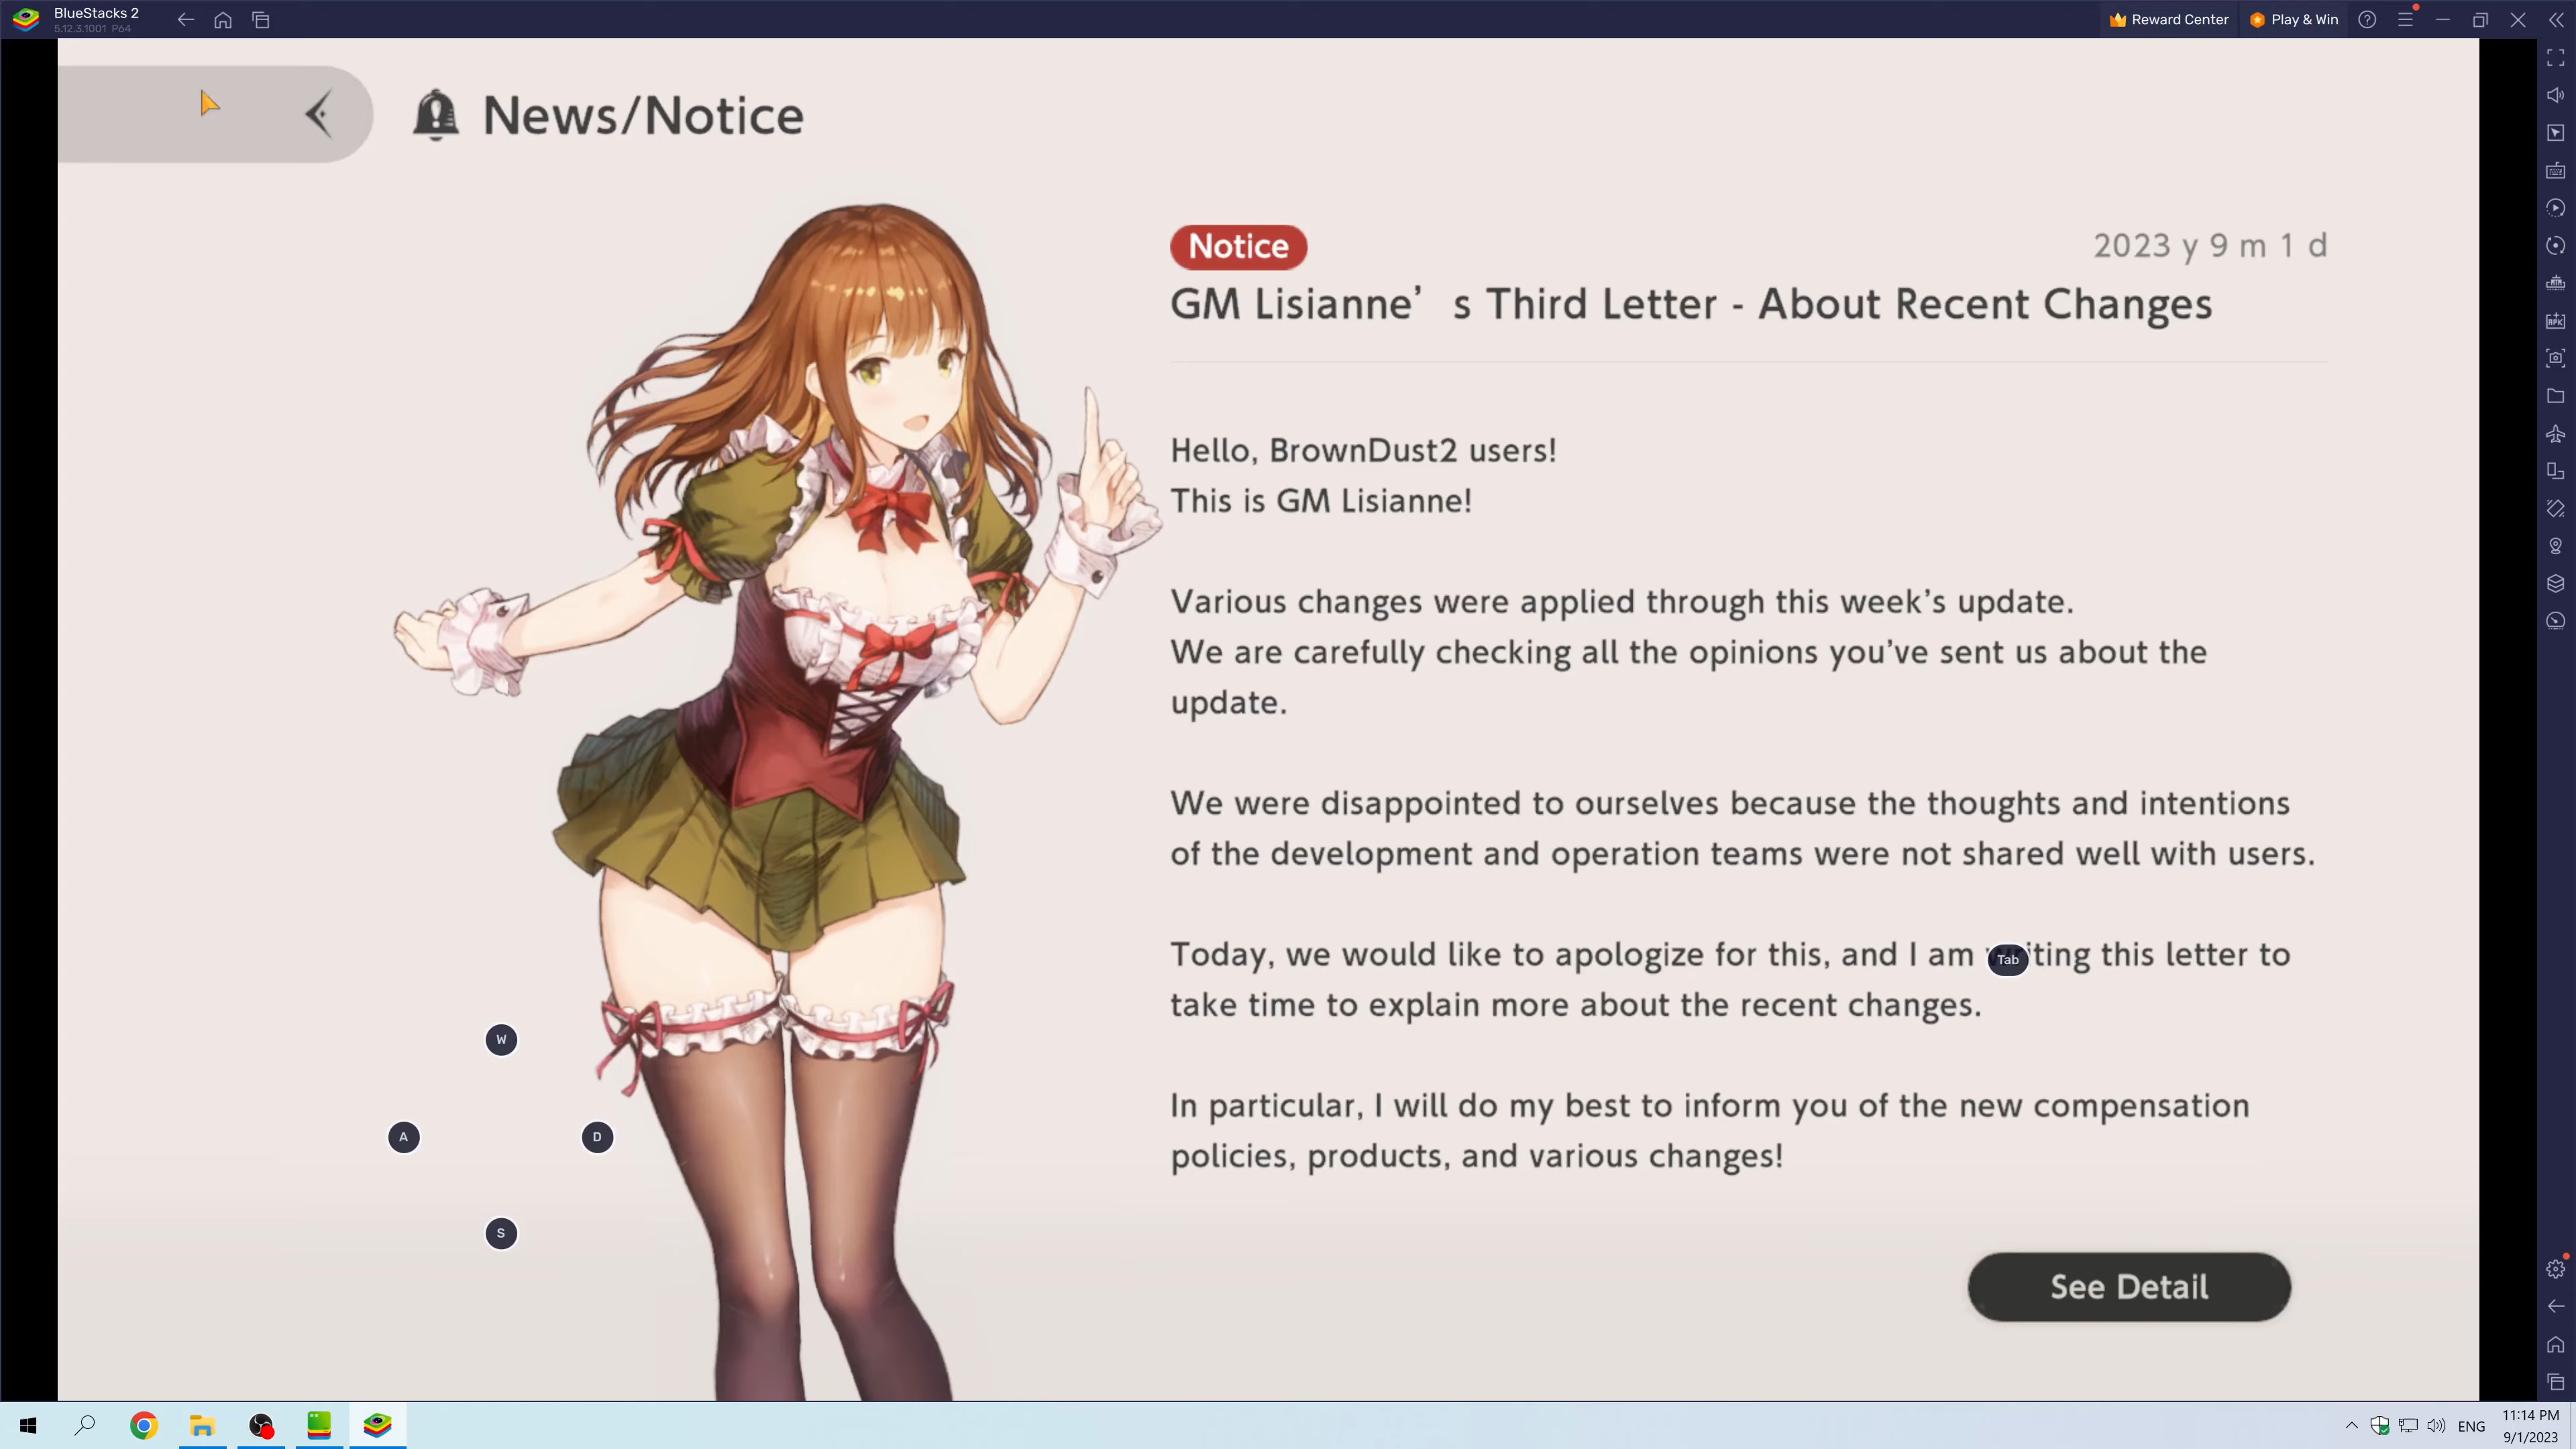 BlueStacks 2
5.12.3.1001 P64
Reward Center
Play & Win
News/Notice
Notice
2023 y 9 m 1 d
GM Lisianne’ s Third Letter - About Recent Changes
Hello, BrownDust2 users!
This is GM Lisianne!
Various changes were applied through this week’s update.
We are carefully checking all the opinions you’ve sent us about the
update.
We were disappointed to ourselves because the thoughts and intentions
of the development and operation teams were not shared well with users.
Today, we would like to apologize for this, and I am writing this letter to
Tab
take time to explain more about the recent changes.
In particular, I will do my best to inform you of the new compensation
policies, products, and various changes!
W
A
D
S
See Detail
ENG
11:14 PM
9/1/2023